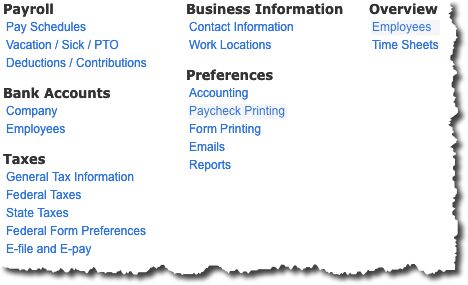 Payroll
Pay Schedules
Vacation / Sick / PTO
Deductions / Contributions
Bank Accounts
Company
Employees
Taxes
General Tax Information
Federal Taxes
State Taxes
Federal Form Preferences
E-file and E-pay
Business Information
Contact Information
Work Locations
Preferences
Accounting
Paycheck Printing
Form Printing
Emails
Reports
Overview
Employees
Time Sheets